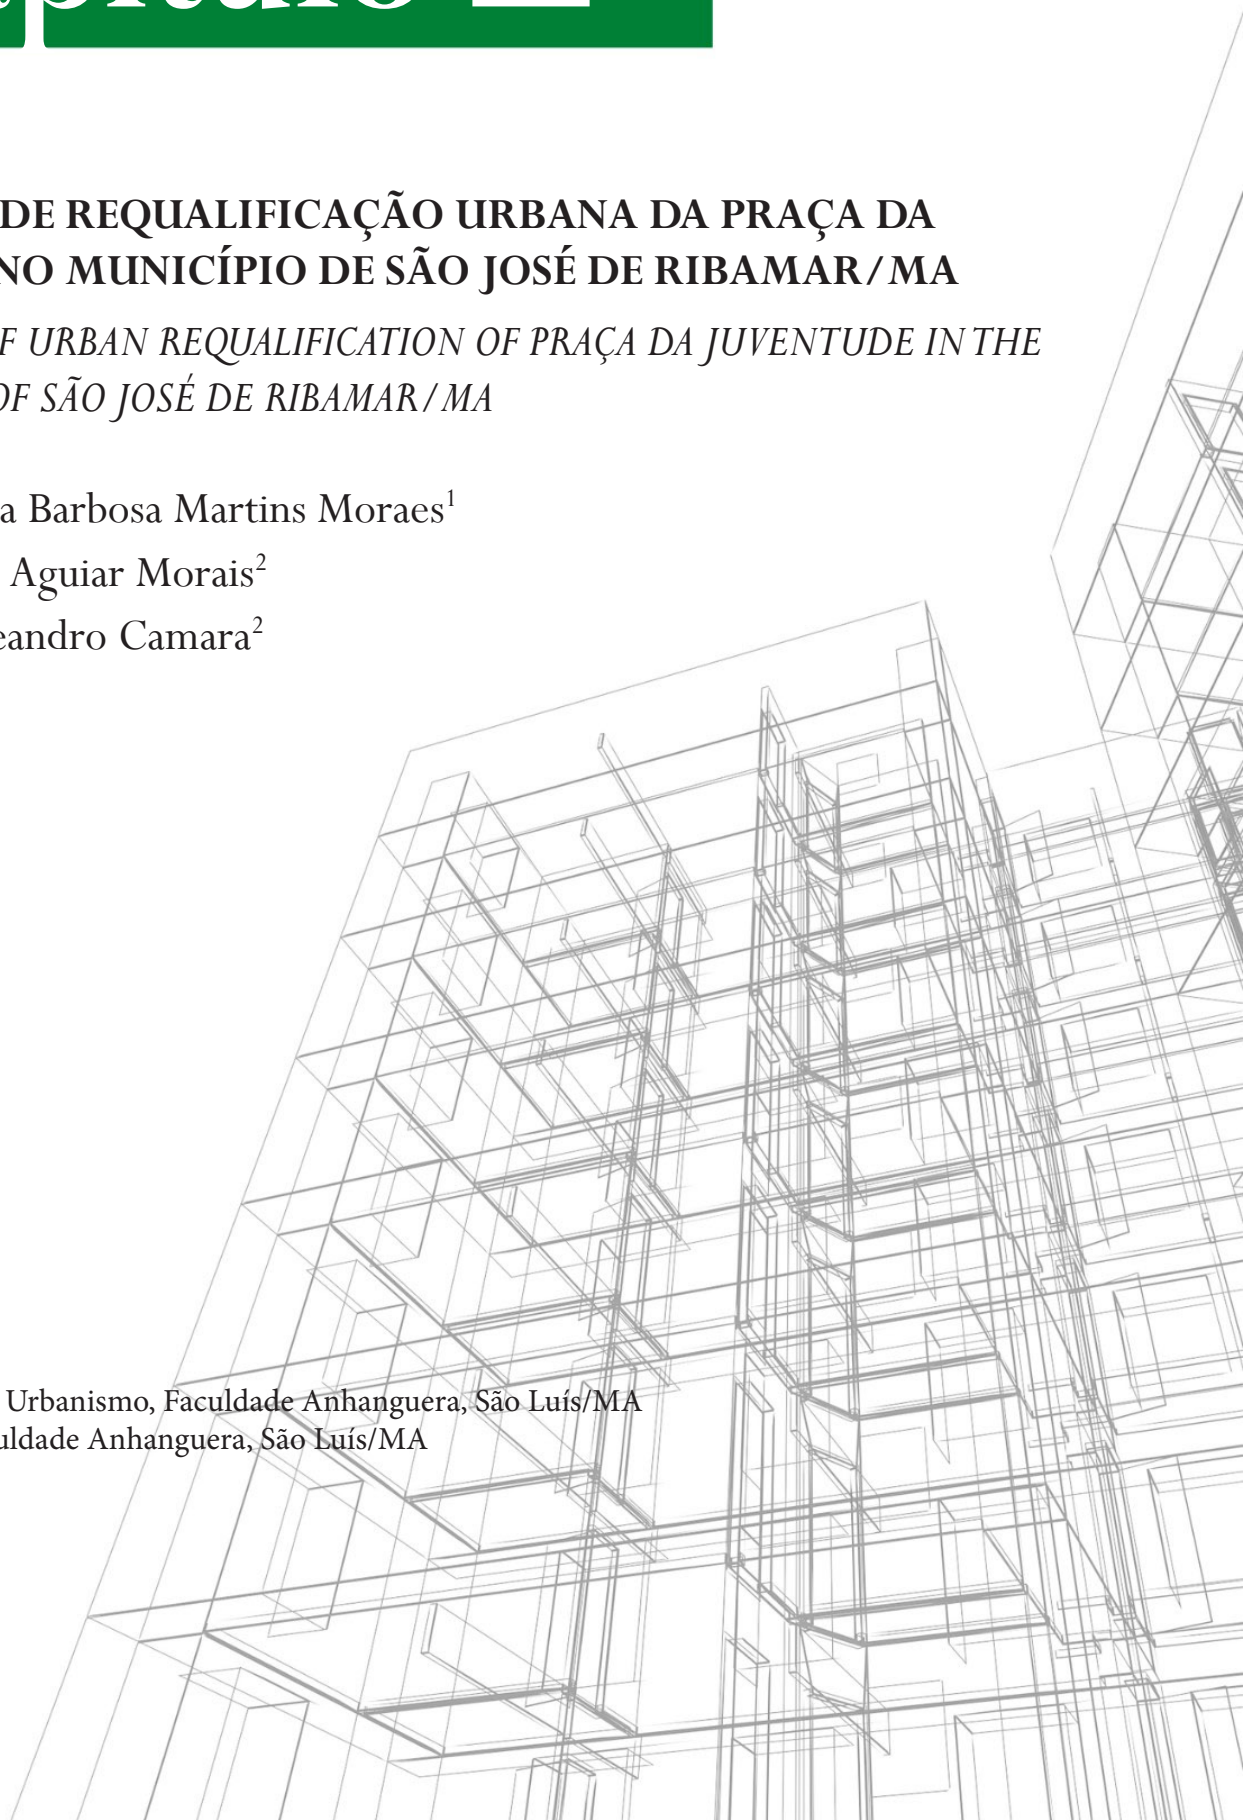 DE REQUALIFICAÇÃO URBANA DA PRAÇA DA
NO MUNICÍPIO DE SÃO JOSÉ DE RIBAMAR/MA
F URBAN REQUALIFICATION OF PRAÇA DA JUVENTUDE IN THE
OF SÃO JOSÉ DE RIBAMAR/MA
a Barbosa Martins Moraes¹
Aguiar Morais²
eandro Camara²
Urbanismo, Faculdade Anhanguera, São Luís/MA
uldade Anhanguera, São Luís/MA